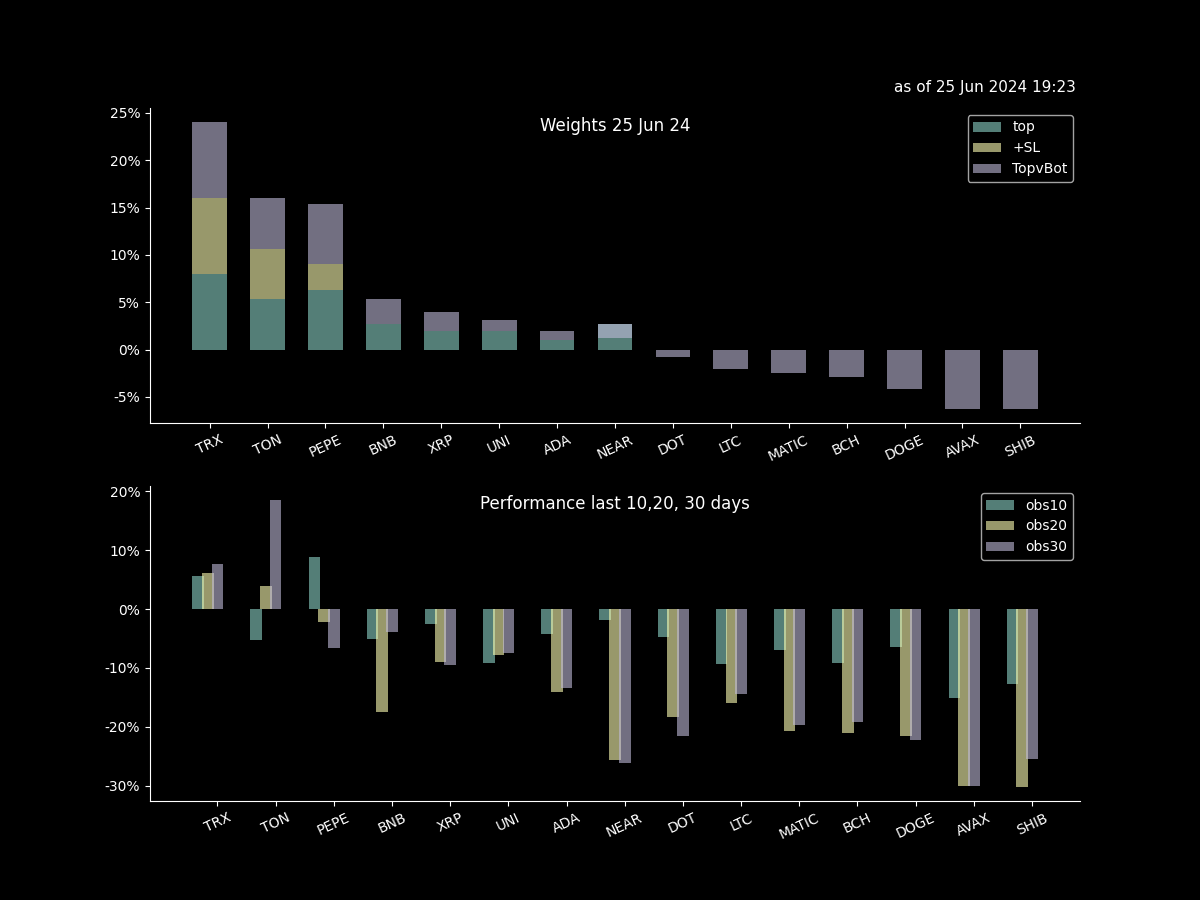 as of 25 Jun 2024 19:23
Weights 25 Jun 24
top
+SL
TopvBot
25%
20%
15%
10%
5%
0%
-5%
TRX TON PEPE BNB XRP UNI ADA NEAR DOT LTC MATIC BCH DOGE AVAX SHIB
Performance last 10,20, 30 days
obs10
obs20
obs30
20%
10%
0%
-10%
-20%
-30%
TRX TON PEPE BNB XRP UNI ADA NEAR DOT LTC MATIC BCH DOGE AVAX SHIB